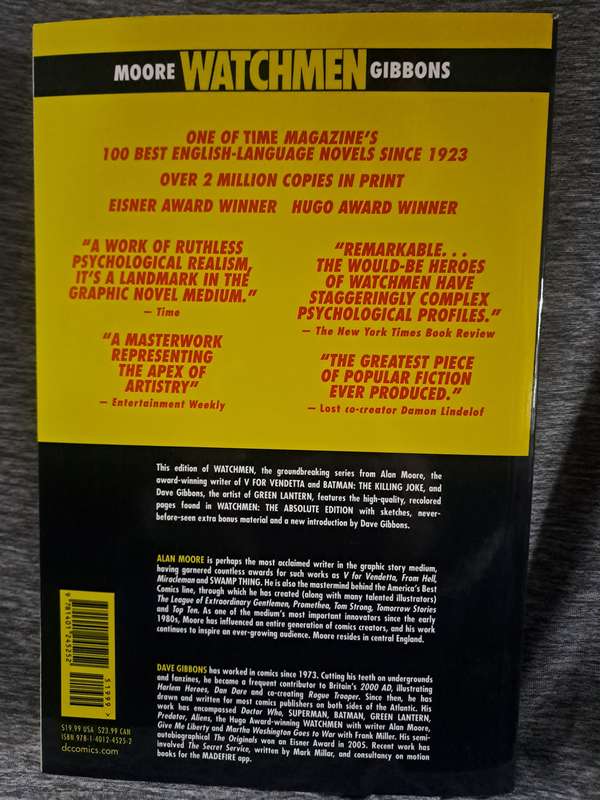 MOORE WATCHMEN GIBBONS
ONE OF TIME MAGAZINE'S
100 BEST ENGLISH-LANGUAGE NOVELS SINCE 1923
OVER 2 MILLION COPIES IN PRINT
EISNER AWARD WINNER HUGO AWARD WINNER
"A WORK OF RUTHLESS
PSYCHOLOGICAL REALISM,
IT'S A LANDMARK IN THE
GRAPHIC NOVEL MEDIUM."
— Time
"REMARKABLE. . .
THE WOULD-BE HEROES
OF WATCHMEN HAVE
STAGGERINGLY COMPLEX
PSYCHOLOGICAL PROFILES."
— The New York Times Book Review
"A MASTERWORK
REPRESENTING
THE APEX OF
ARTISTRY"
— Entertainment Weekly
"THE GREATEST PIECE
OF POPULAR FICTION
EVER PRODUCED."
— Lost co-creator Damon Lindelof
This edition of WATCHMEN, the groundbreaking series from Alan Moore, the
award-winning writer of V FOR VENDETTA and BATMAN: THE KILLING JOKE, and
Dave Gibbons, the artist of GREEN LANTERN, features the high-quality, recolored
pages found in WATCHMEN: THE ABSOLUTE EDITION with sketches, never-
before-seen extra bonus material and a new introduction by Dave Gibbons.
ALAN MOORE is perhaps the most acclaimed writer in the graphic story medium,
having garnered countless awards for such works as V for Vendetta, From Hell,
Miracleman and SWAMP THING. He is also the mastermind behind the America's Best
Comics line, through which he has created (along with many talented illustrators)
The League of Extraordinary Gentlemen, Promethea, Tom Strong, Tomorrow Stories
and Top Ten. As one of the medium's most important innovators since the early
1980s, Moore has influenced an entire generation of comics creators, and his work
continues to inspire an ever-growing audience. Moore resides in central England.
DAVE GIBBONS has worked in comics since 1973. Cutting his teeth on undergrounds
and fanzines, he became a frequent contributor to Britain's 2000 AD, illustrating
Harlem Heroes, Dan Dare and co-creating Rogue Trooper. Since then, he has
drawn and written for most comics publishers on both sides of the Atlantic. His
work has encompassed Doctor Who, SUPERMAN, BATMAN, GREEN LANTERN,
Predator, Aliens, the Hugo Award-winning WATCHMEN with writer Alan Moore,
Give Me Liberty and Martha Washington Goes to War with Frank Miller. His semi-
autobiographical The Originals won an Eisner Award in 2005. Recent work has
involved The Secret Service, written by Mark Millar, and consultancy on motion
books for the MADEFIRE app.
9 781401 245252
51999 >
$19.99 USA $23.99 CAN
ISBN 978-1-4012-4525-2
dccomics.com